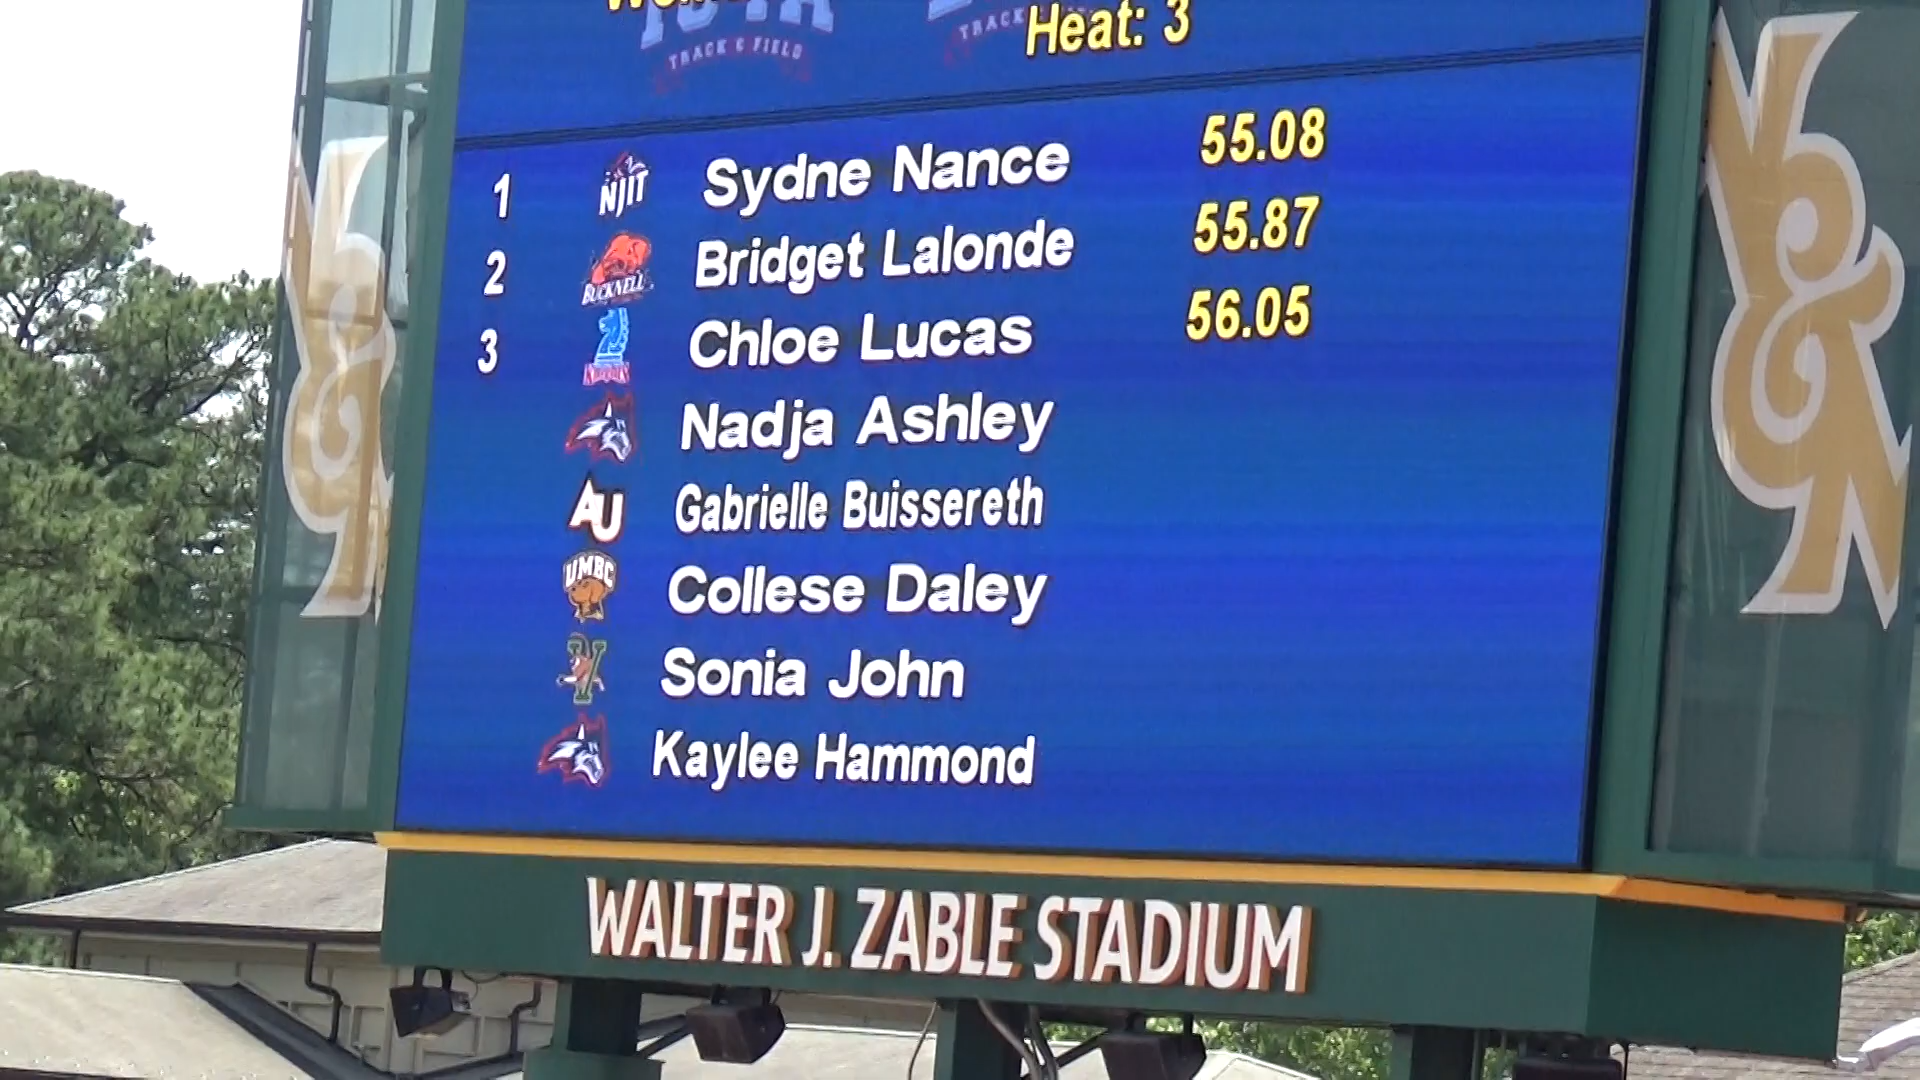 TRACK & FIELD
Heat: 3
1 NJIT Sydne Nance 55.08
2 BUCKNELL Bridget Lalonde 55.87
3 Chloe Lucas 56.05
Nadja Ashley
AU Gabrielle Buissereth
UMBC Collese Daley
V Sonia John
Kaylee Hammond
WALTER J. ZABLE STADIUM